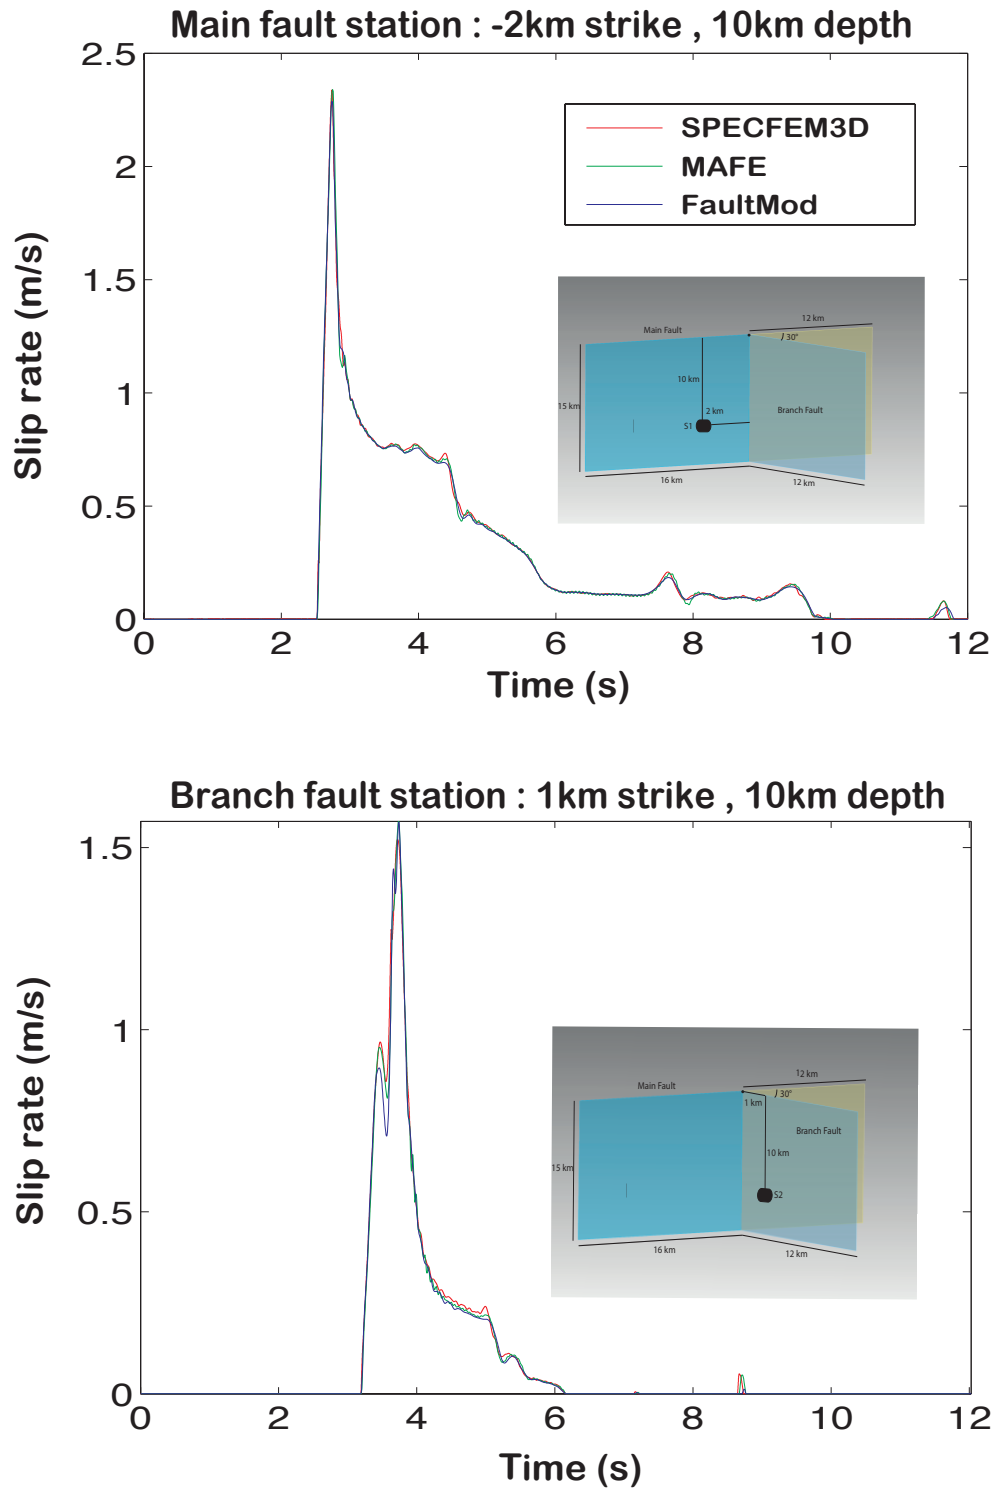 Main fault station : -2km strike , 10km depth
2.5
2
1.5
1
0.5
0
Slip rate (m/s)
SPECFEM3D
MAFE
FaultMod
12 km
Main Fault
30°
10 km
15 km
2 km
Branch Fault
S1
16 km
12 km
0 2 4 6 8 10 12
Time (s)
Branch fault station : 1km strike , 10km depth
1.5
1
0.5
0
Slip rate (m/s)
12 km
Main Fault
30°
1 km
Branch Fault
10 km
15 km
S2
16 km
12 km
0 2 4 6 8 10 12
Time (s)